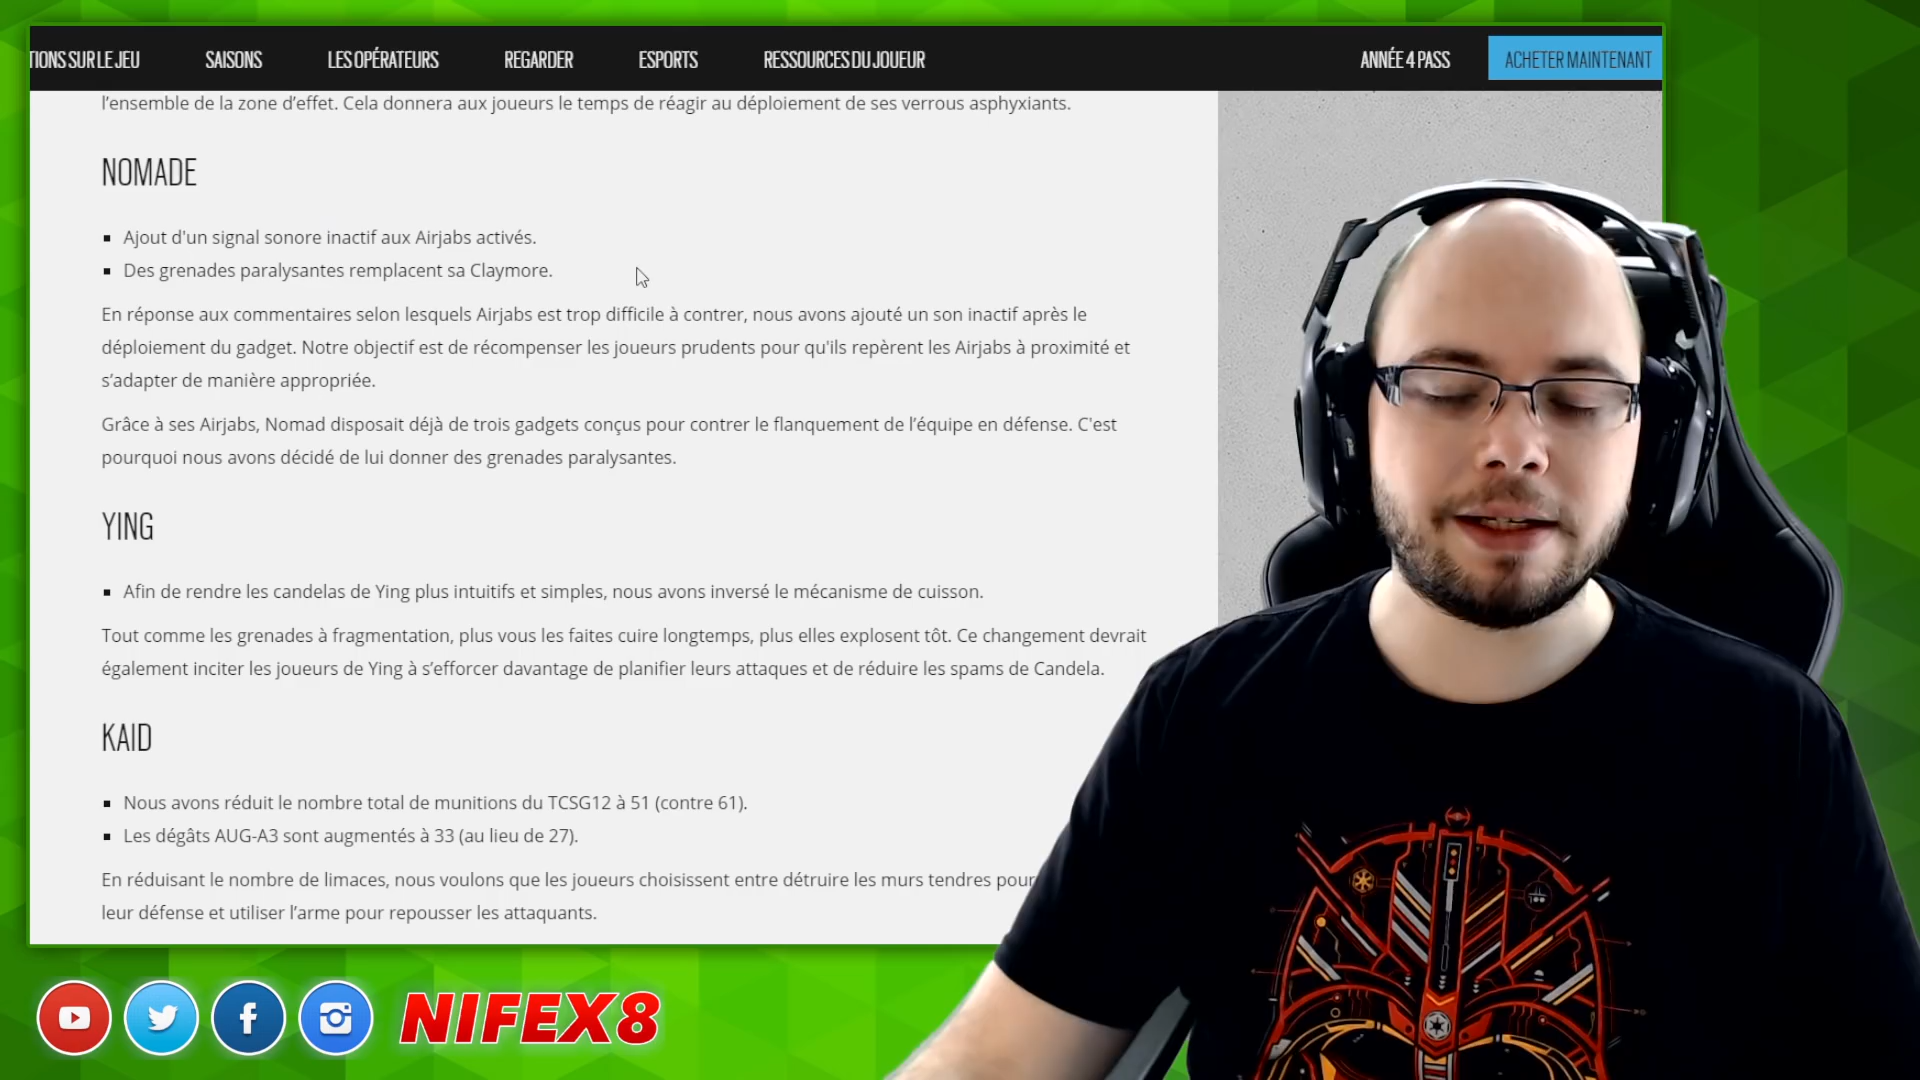 TIONS SUR LE JEU SAISONS LES OPÉRATEURS REGARDER ESPORTS RESSOURCES DU JOUEUR ANNÉE 4 PASS ACHETER MAINTENANT
l’ensemble de la zone d’effet. Cela donnera aux joueurs le temps de réagir au déploiement de ses verrous asphyxiants.
NOMADE
Ajout d'un signal sonore inactif aux Airjabs activés.
Des grenades paralysantes remplacent sa Claymore.
En réponse aux commentaires selon lesquels Airjabs est trop difficile à contrer, nous avons ajouté un son inactif après le
déploiement du gadget. Notre objectif est de récompenser les joueurs prudents pour qu'ils repèrent les Airjabs à proximité et
s’adapter de manière appropriée.
Grâce à ses Airjabs, Nomad disposait déjà de trois gadgets conçus pour contrer le flanquement de l’équipe en défense. C'est
pourquoi nous avons décidé de lui donner des grenades paralysantes.
YING
Afin de rendre les candelas de Ying plus intuitifs et simples, nous avons inversé le mécanisme de cuisson.
Tout comme les grenades à fragmentation, plus vous les faites cuire longtemps, plus elles explosent tôt. Ce changement devrait
également inciter les joueurs de Ying à s’efforcer davantage de planifier leurs attaques et de réduire les spams de Candela.
KAID
Nous avons réduit le nombre total de munitions du TCSG12 à 51 (contre 61).
Les dégâts AUG-A3 sont augmentés à 33 (au lieu de 27).
En réduisant le nombre de limaces, nous voulons que les joueurs choisissent entre détruire les murs tendres pour
leur défense et utiliser l’arme pour repousser les attaquants.
NIFEX8